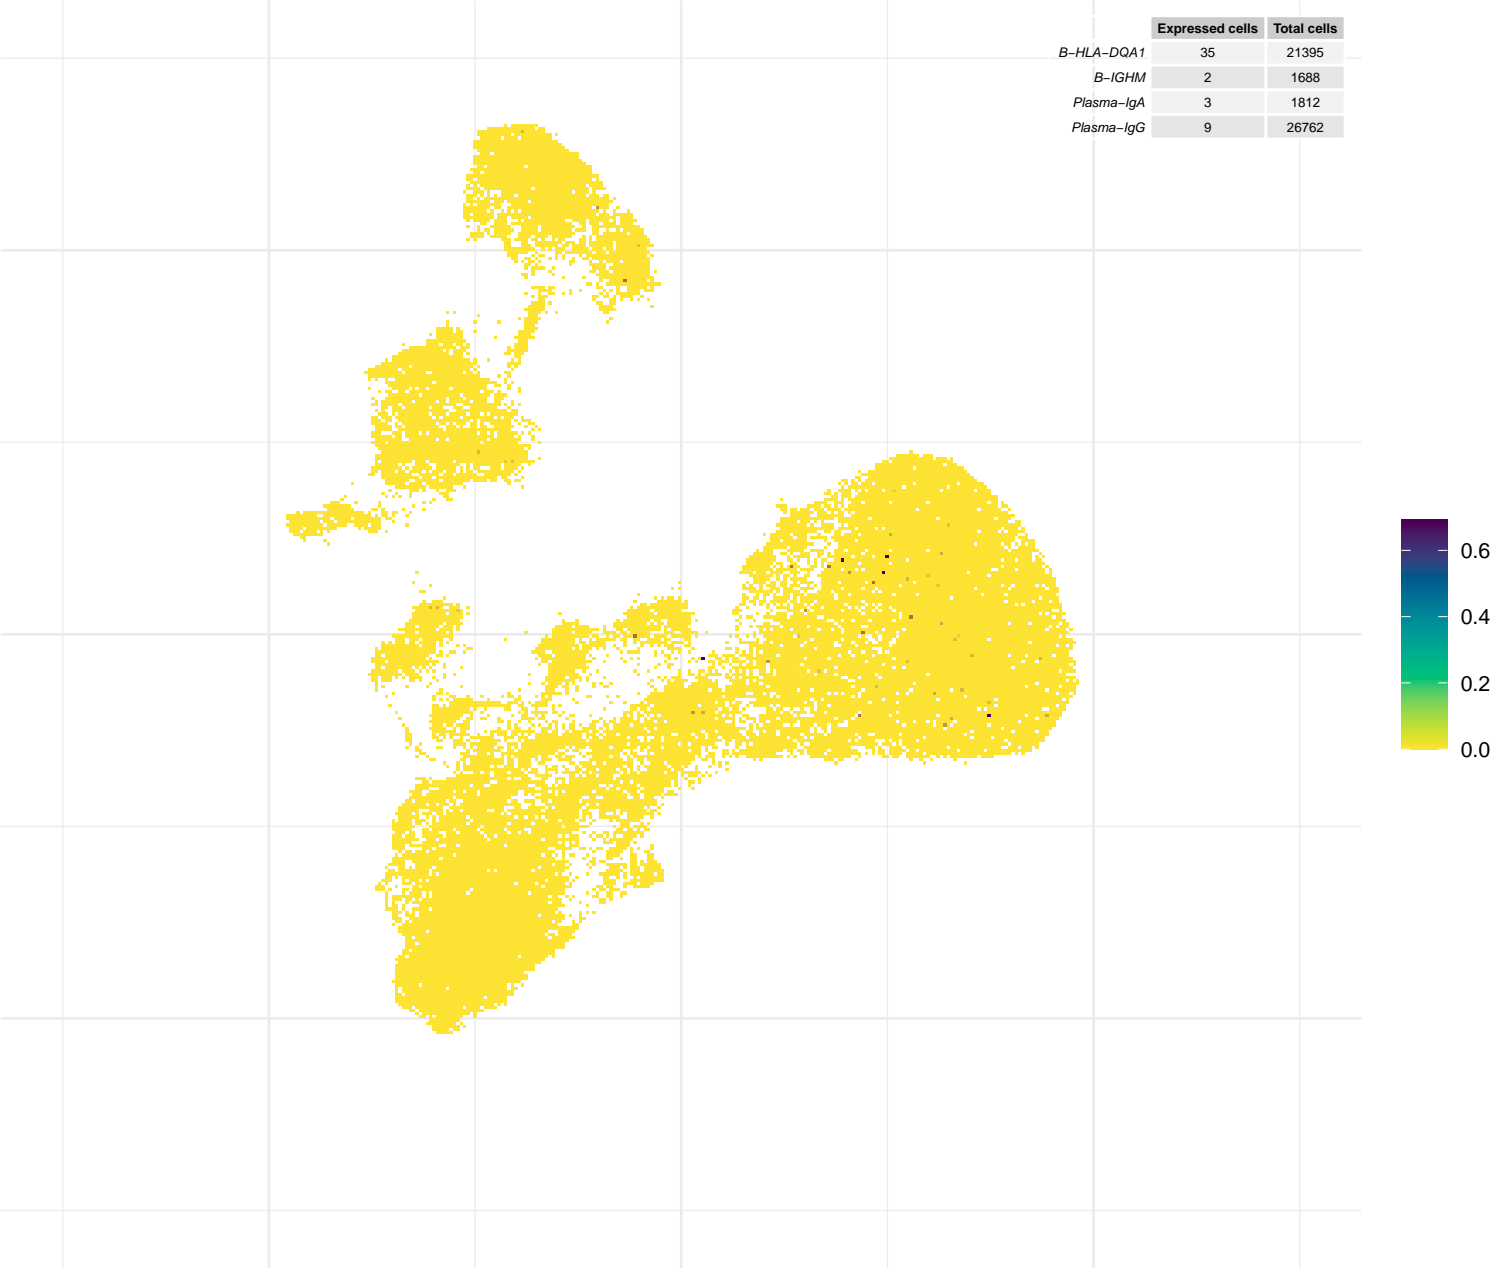 Expressed cells Total cells
B−HLA−DQA1 35 21395
B−IGHM 2 1688
Plasma−IgA 3 1812
Plasma−IgG 9 26762
0.6
0.4
0.2
0.0